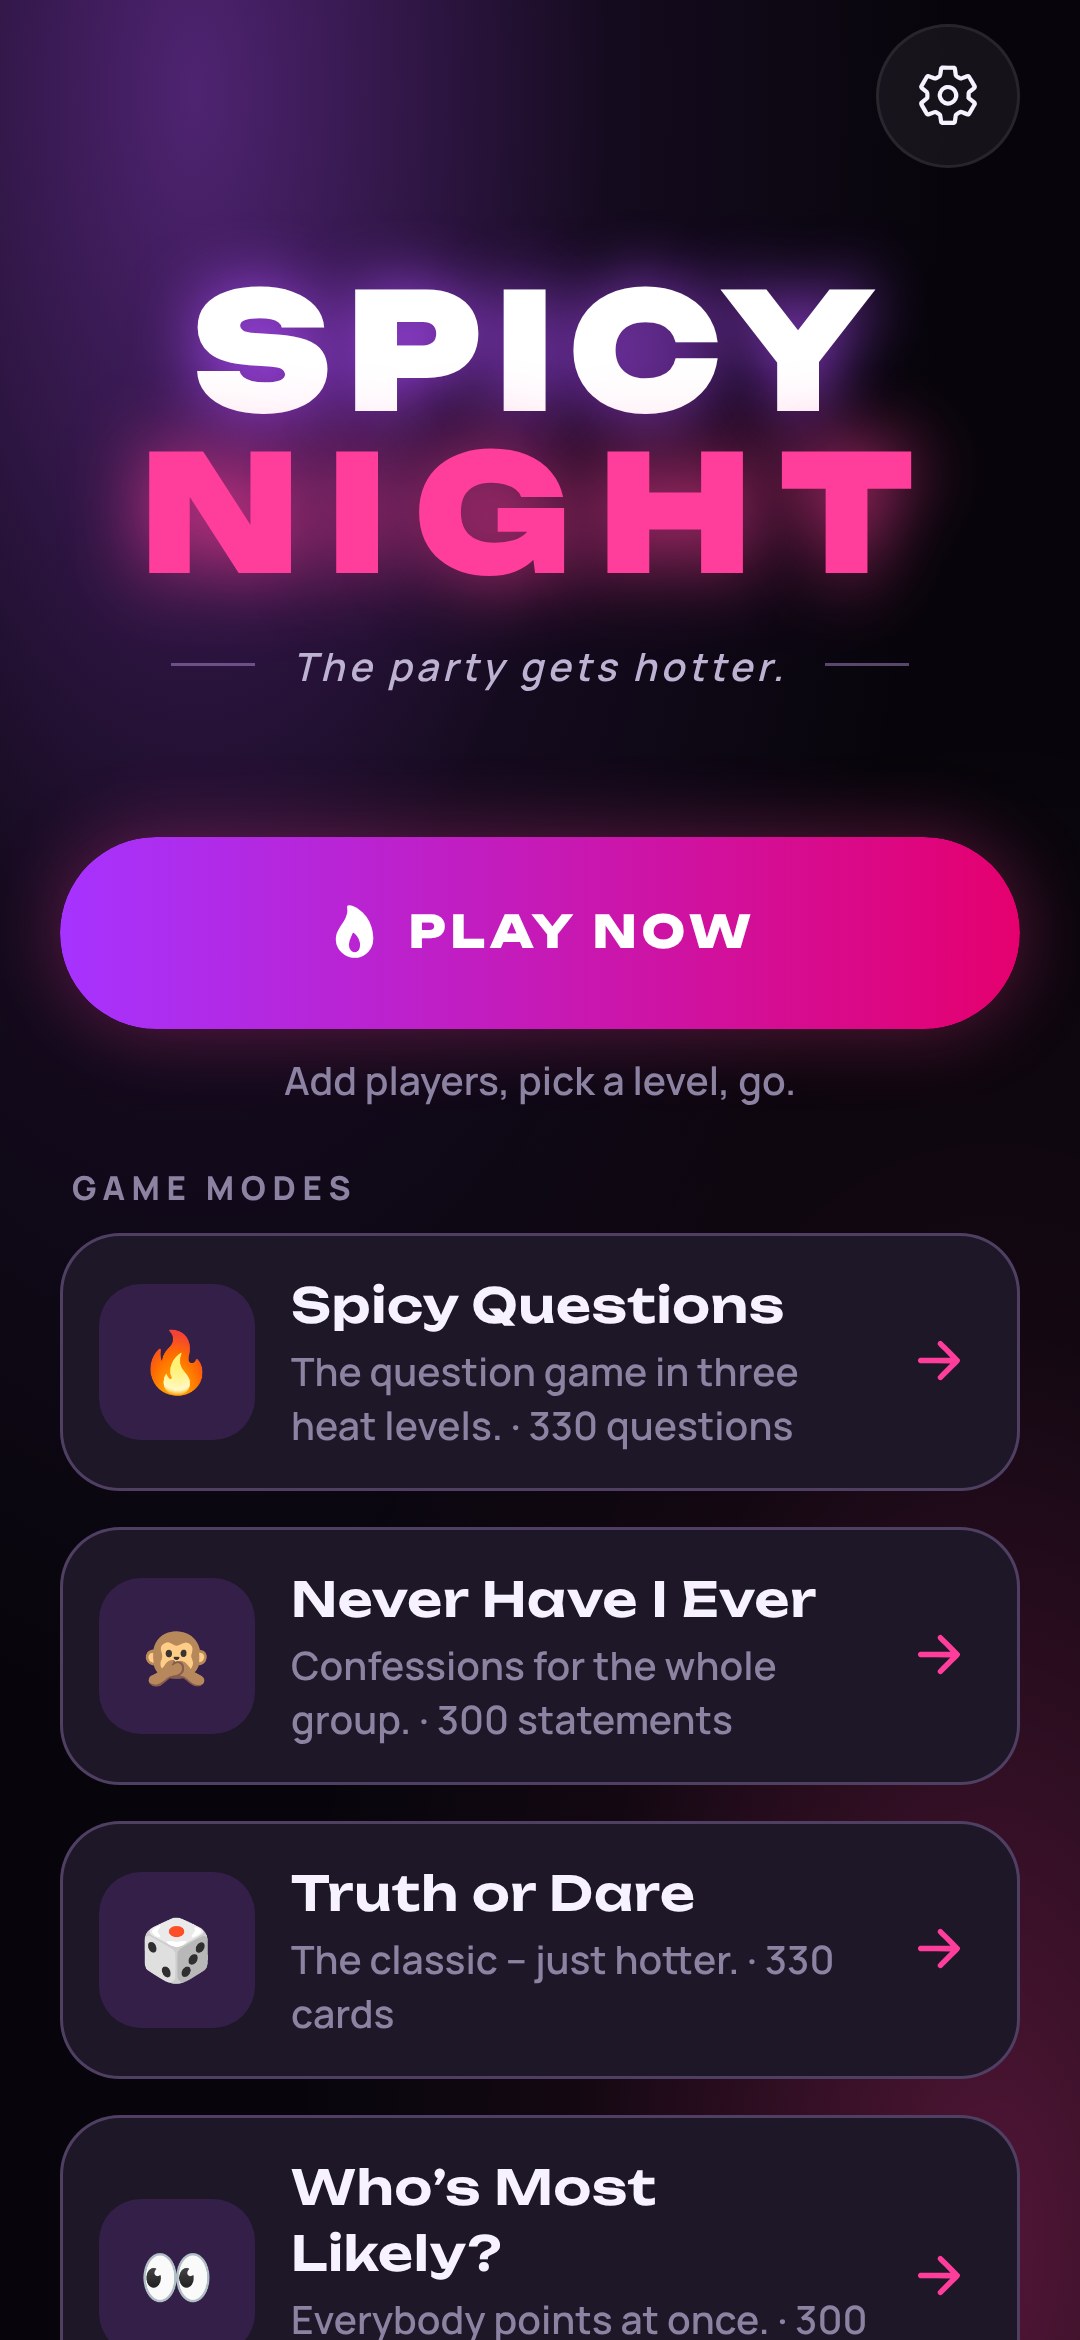 SPICY
NIGHT
The party gets hotter.
PLAY NOW
Add players, pick a level, go.
GAME MODES
Spicy Questions
The question game in three
heat levels. · 330 questions
Never Have I Ever
Confessions for the whole
group. · 300 statements
Truth or Dare
The classic – just hotter. · 330
cards
Who’s Most
Likely?
Everybody points at once. · 300